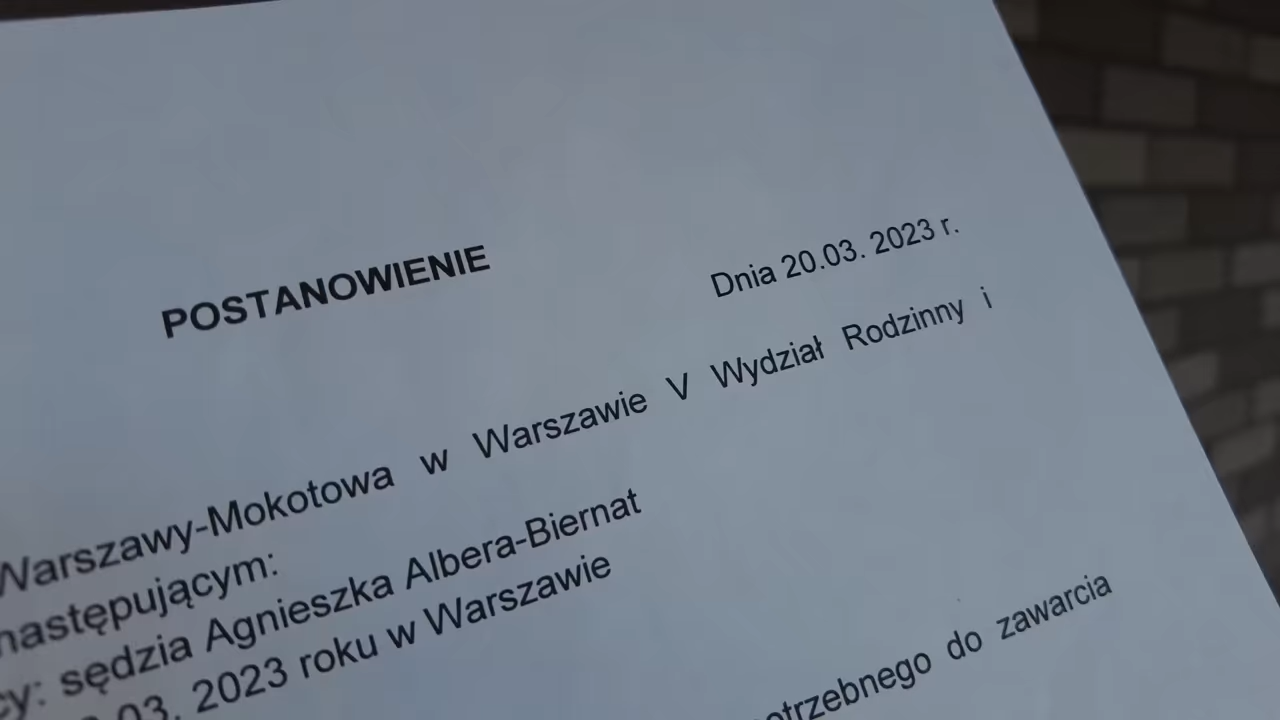 POSTANOWIENIE
Dnia 20.03. 2023 r.
Warszawy-Mokotowa w Warszawie V Wydział Rodzinny i
następującym:
sędzia Agnieszka Albera-Biernat
03. 2023 roku w Warszawie
do zawarcia